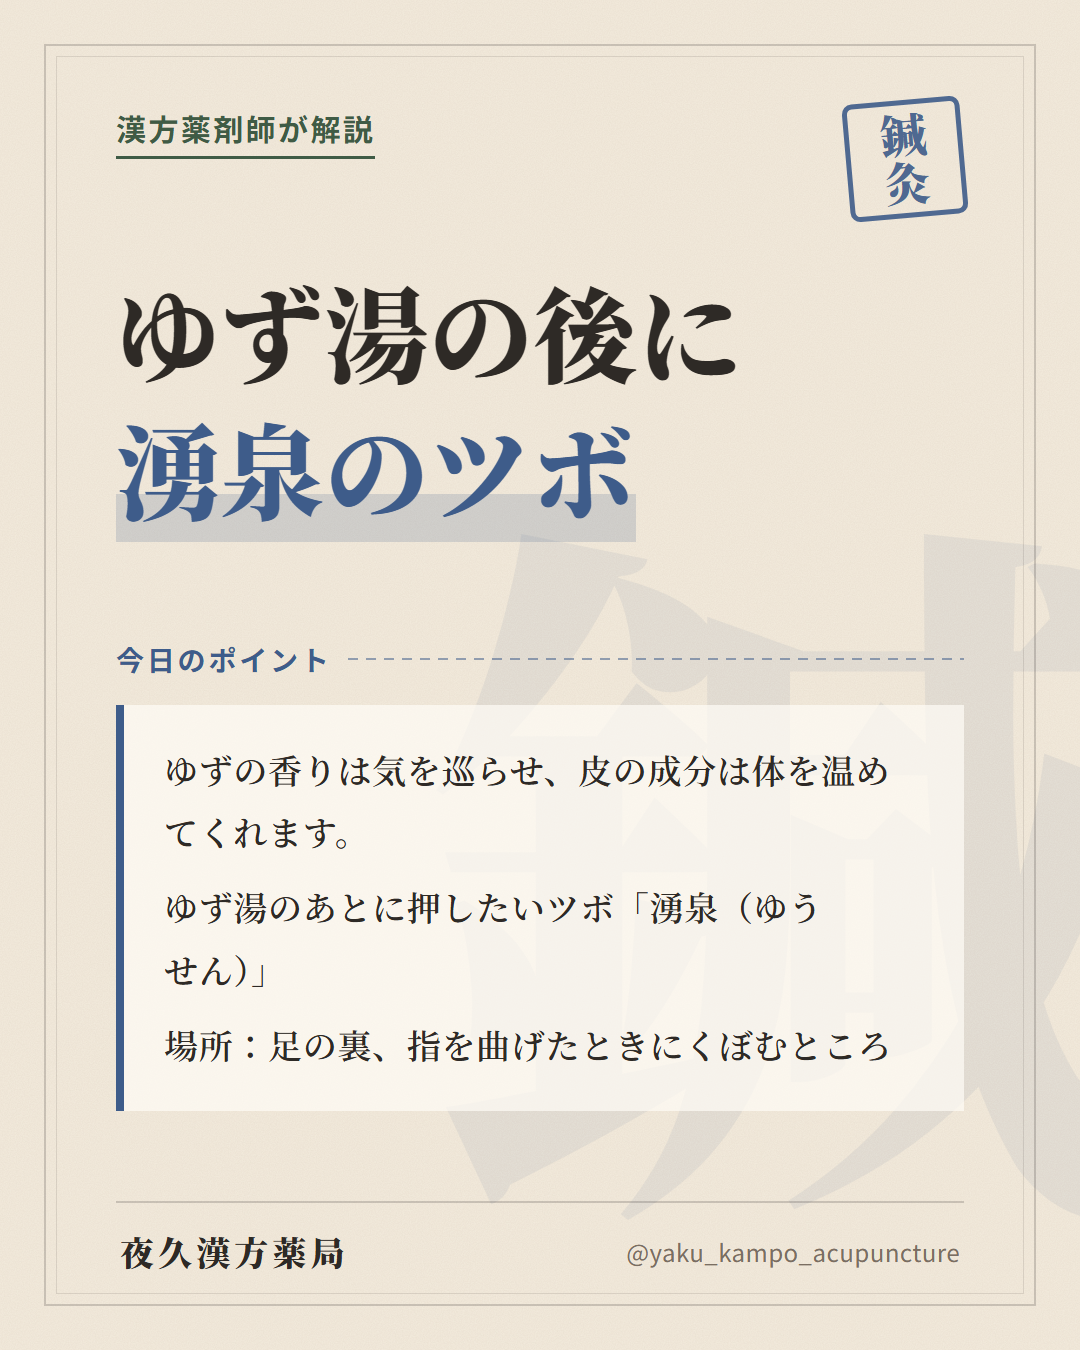 漢方薬剤師が解説
鍼
灸
ゆず湯の後に
湧泉のツボ
今日のポイント
ゆずの香りは気を巡らせ、皮の成分は体を温め
てくれます。
ゆず湯のあとに押したいツボ「湧泉（ゆう
せん）」
場所：足の裏、指を曲げたときにくぼむところ
鍼
夜久漢方薬局
@yaku_kampo_acupuncture